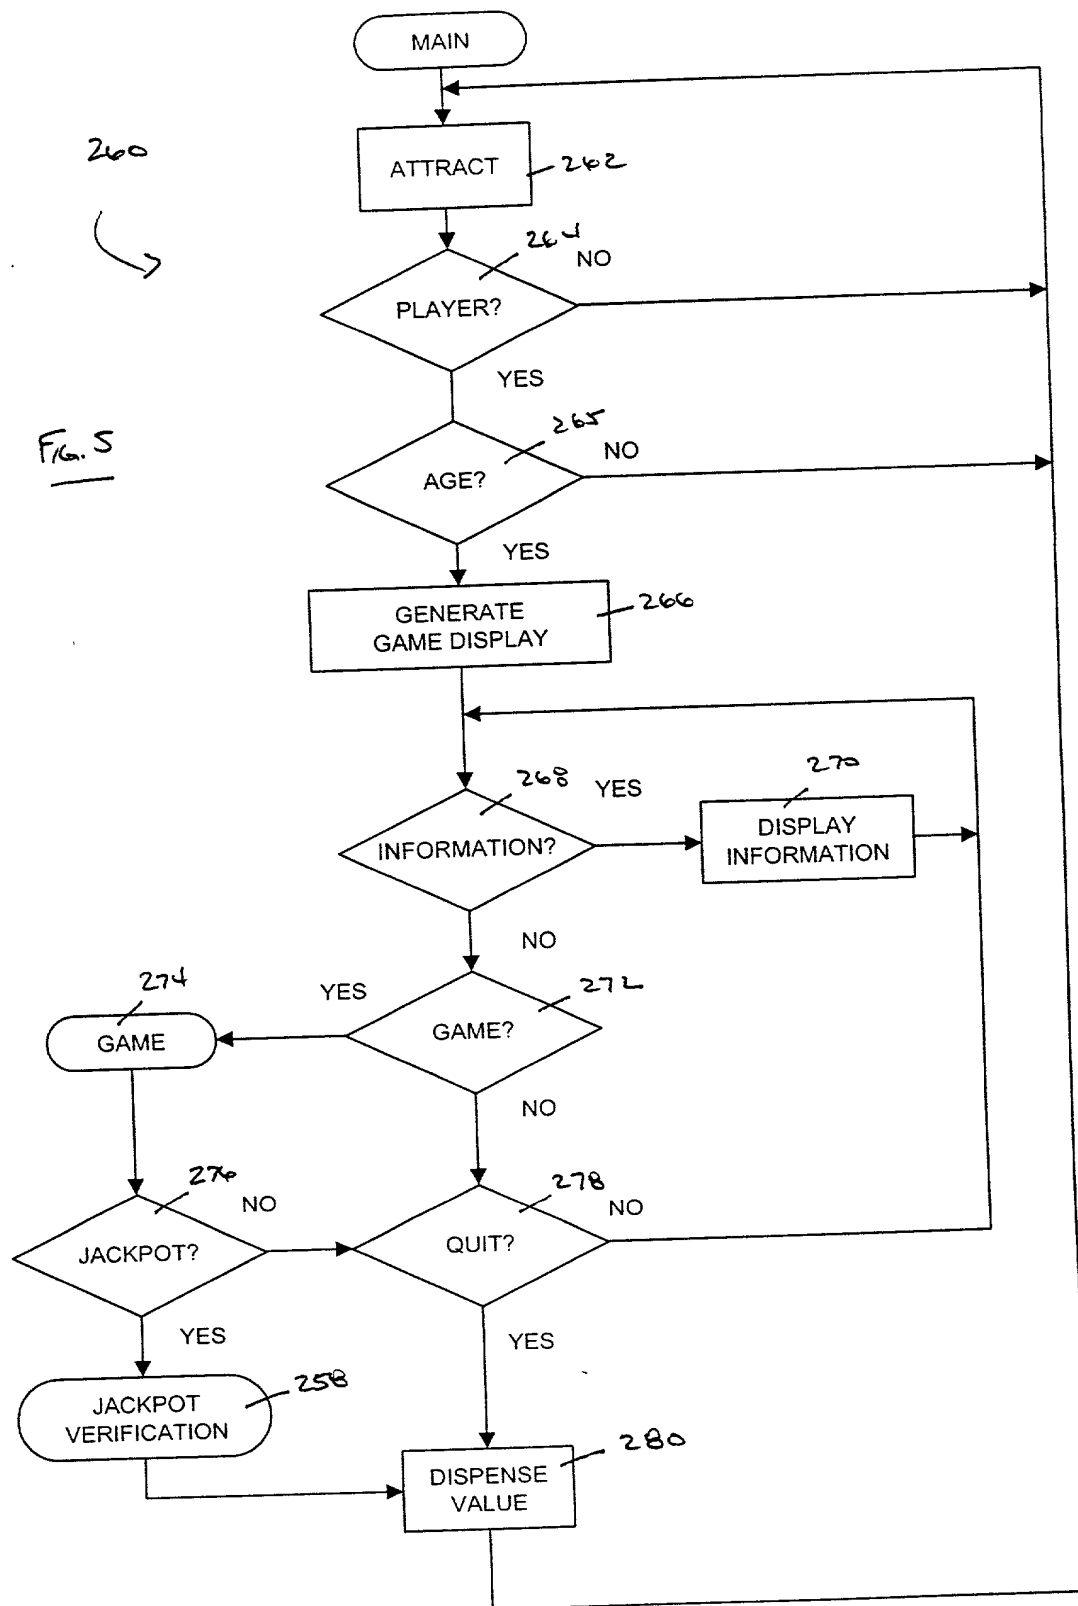 MAIN
260
ATTRACT
262
264
NO
PLAYER?
YES
FIG. 5
265
NO
AGE?
YES
GENERATE
GAME DISPLAY
266
268
YES
INFORMATION?
270
DISPLAY
INFORMATION
NO
274
YES
272
GAME
GAME?
NO
276
NO
278
NO
JACKPOT?
QUIT?
YES
YES
258
JACKPOT
VERIFICATION
280
DISPENSE
VALUE